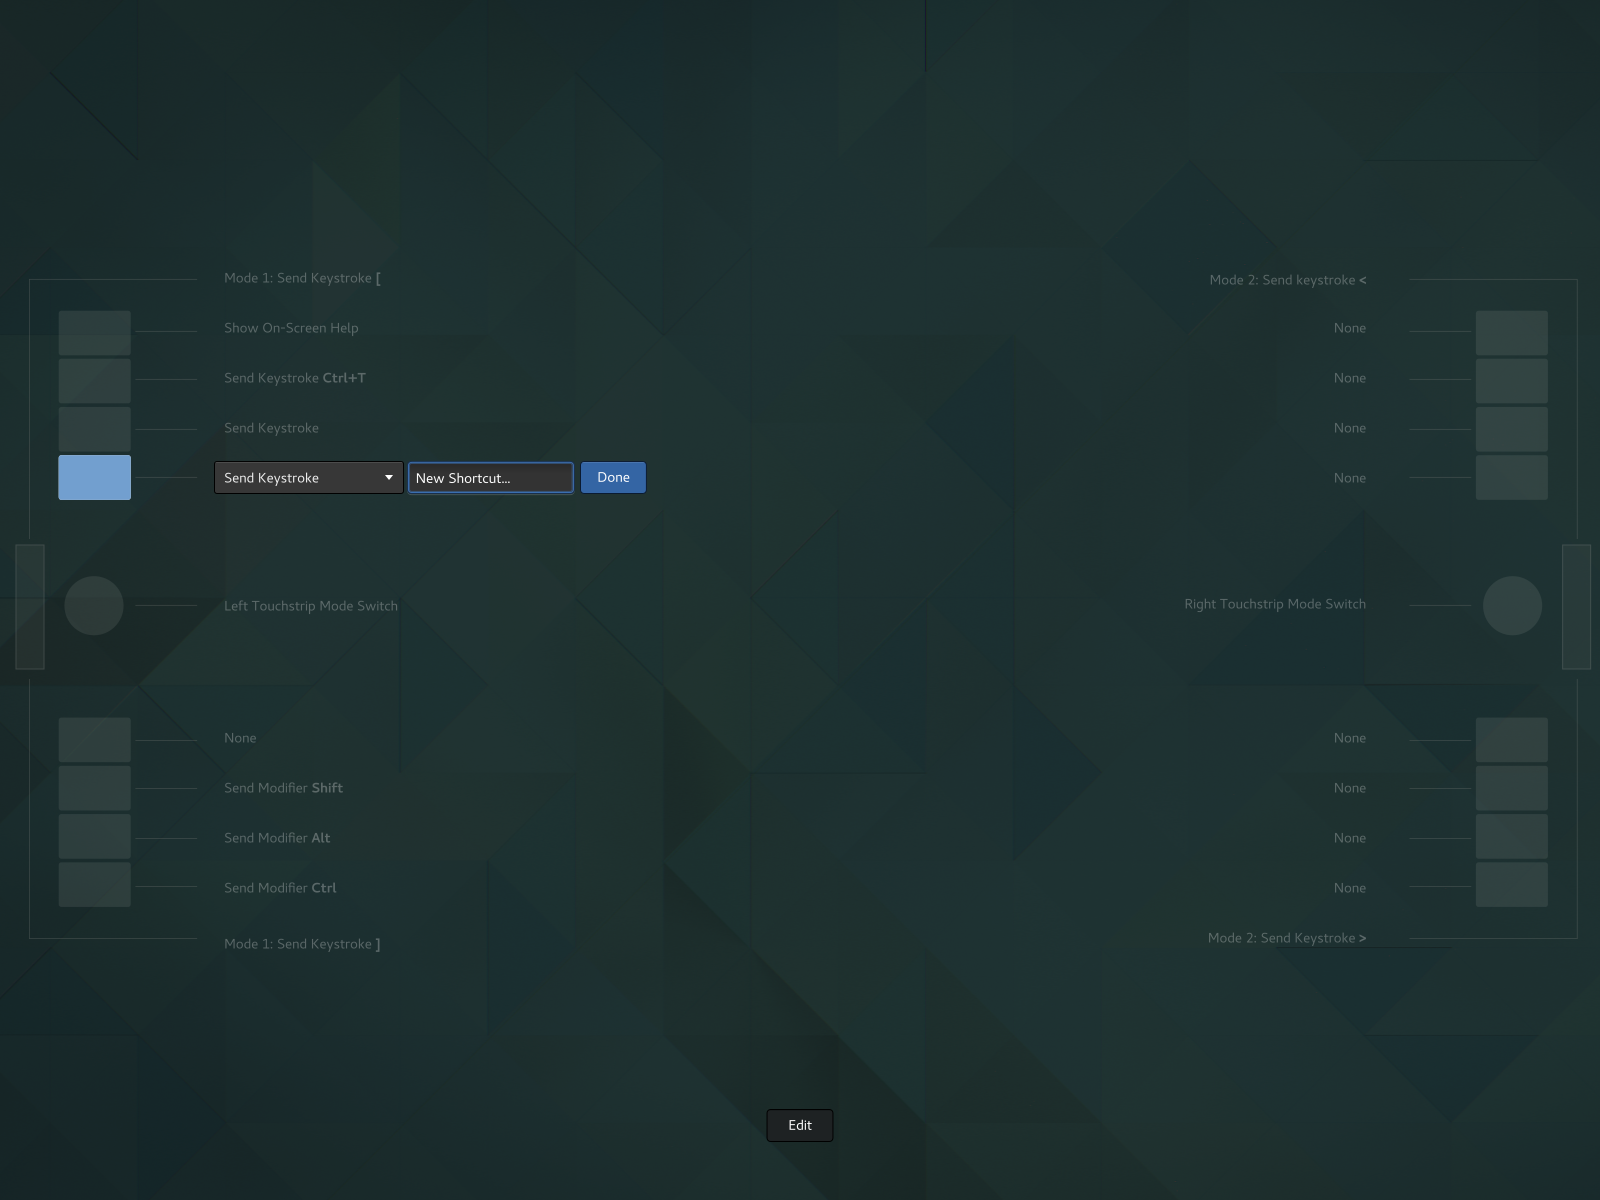 Mode 1: Send Keystroke [
Show On-Screen Help
Send Keystroke Ctrl+T
Send Keystroke
Send Keystroke
New Shortcut...
Done
Left Touchstrip Mode Switch
None
Send Modifier Shift
Send Modifier Alt
Send Modifier Ctrl
Mode 1: Send Keystroke ]
Mode 2: Send keystroke <
None
None
None
None
Right Touchstrip Mode Switch
None
None
None
None
Mode 2: Send Keystroke >
Edit